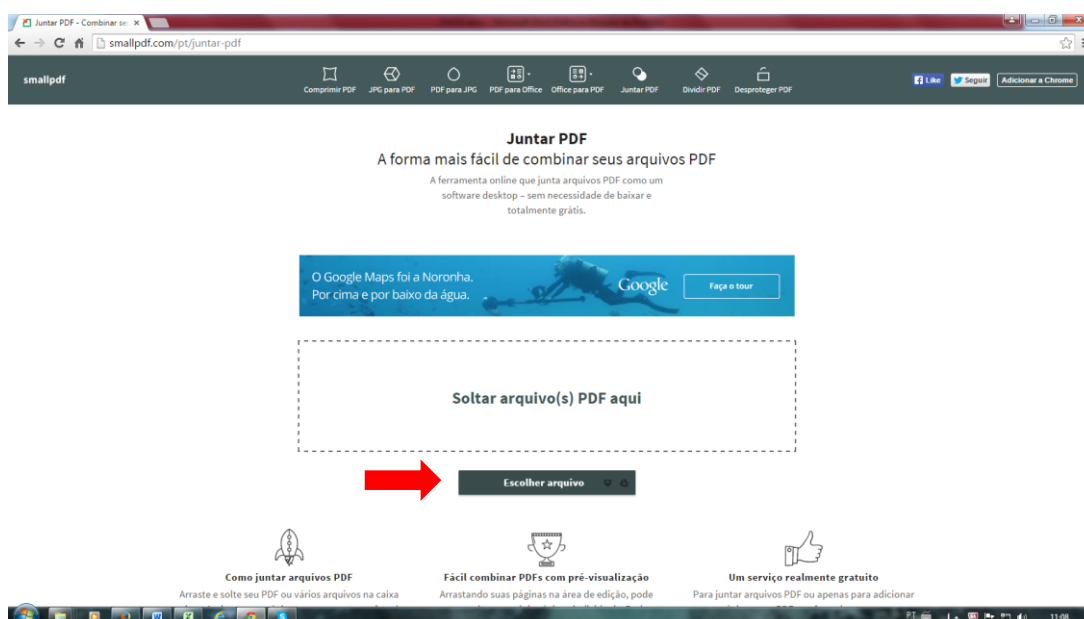 Juntar PDF - Combinar se
smallpdf.com/pt/juntar-pdf
smallpdf
Comprimir PDF JPG para PDF PDF para JPG PDF para Office Office para PDF Juntar PDF Dividir PDF Desproteger PDF
Like Seguir Adicionar a Chrome
Juntar PDF
A forma mais fácil de combinar seus arquivos PDF
A ferramenta online que junta arquivos PDF como um
software desktop – sem necessidade de baixar e
totalmente grátis.
O Google Maps foi a Noronha.
Por cima e por baixo da água.
Google
Faça o tour
Soltar arquivo(s) PDF aqui
Escolher arquivo
Como juntar arquivos PDF
Arraste e solte seu PDF ou vários arquivos na caixa
Fácil combinar PDFs com pré-visualização
Arrastando suas páginas na área de edição, pode
Um serviço realmente gratuito
Para juntar arquivos PDF ou apenas para adicionar
PT
11:08